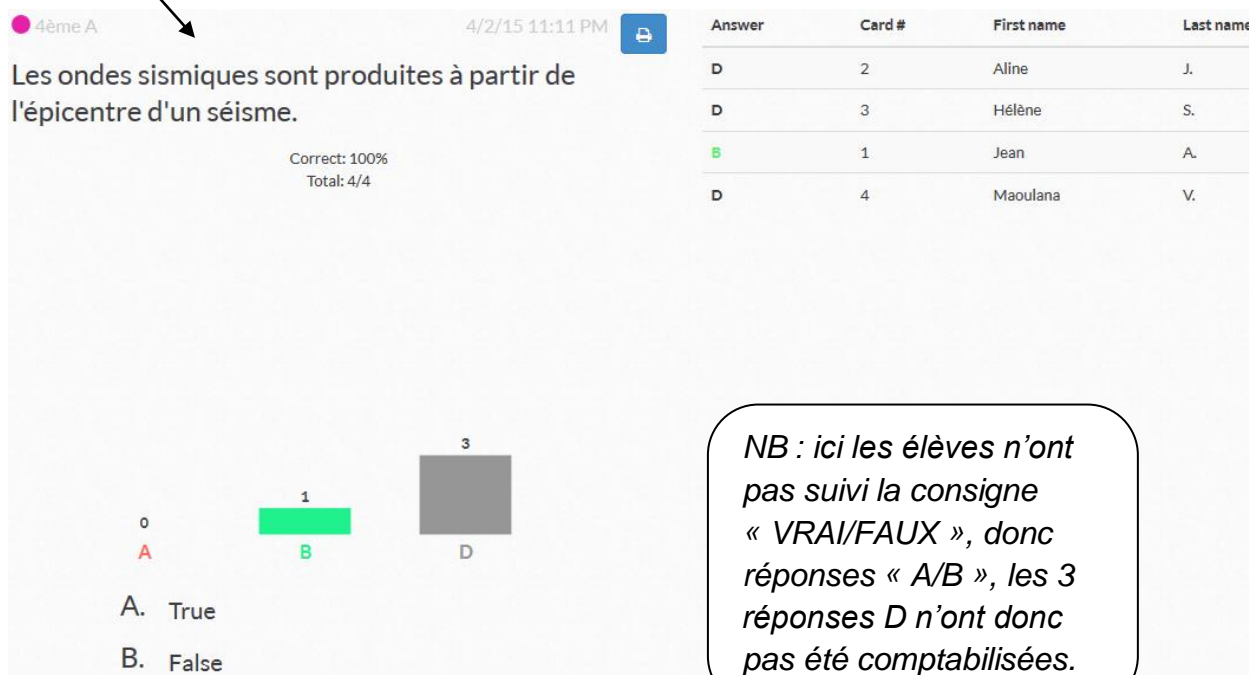 4ème A 4/2/15 11:11 PM
Les ondes sismiques sont produites à partir de
l'épicentre d'un séisme.
Correct: 100%
Total: 4/4
3
1
0
A B D
A. True
B. False
Answer Card # First name Last name
D 2 Aline J.
D 3 Hélène S.
B 1 Jean A.
D 4 Maoulana V.
NB : ici les élèves n'ont
pas suivi la consigne
« VRAI/FAUX », donc
réponses « A/B », les 3
réponses D n'ont donc
pas été comptabilisées.